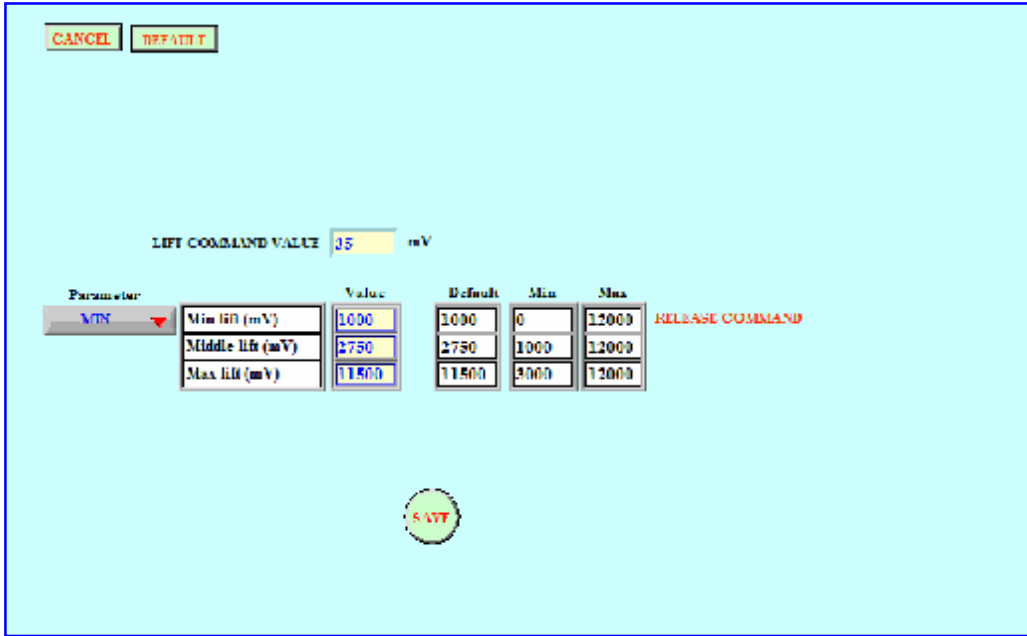 CANCEL DEFAULT
LIFT COMMAND VALUE 35 mV
Parameter Value Default Min Max
MIN Min lift (mV) 1000 1000 0 12000 RELEASE COMMAND
Middle lift (mV) 2750 2750 1000 12000
Max lift (mV) 11500 11500 3000 12000
SAVE